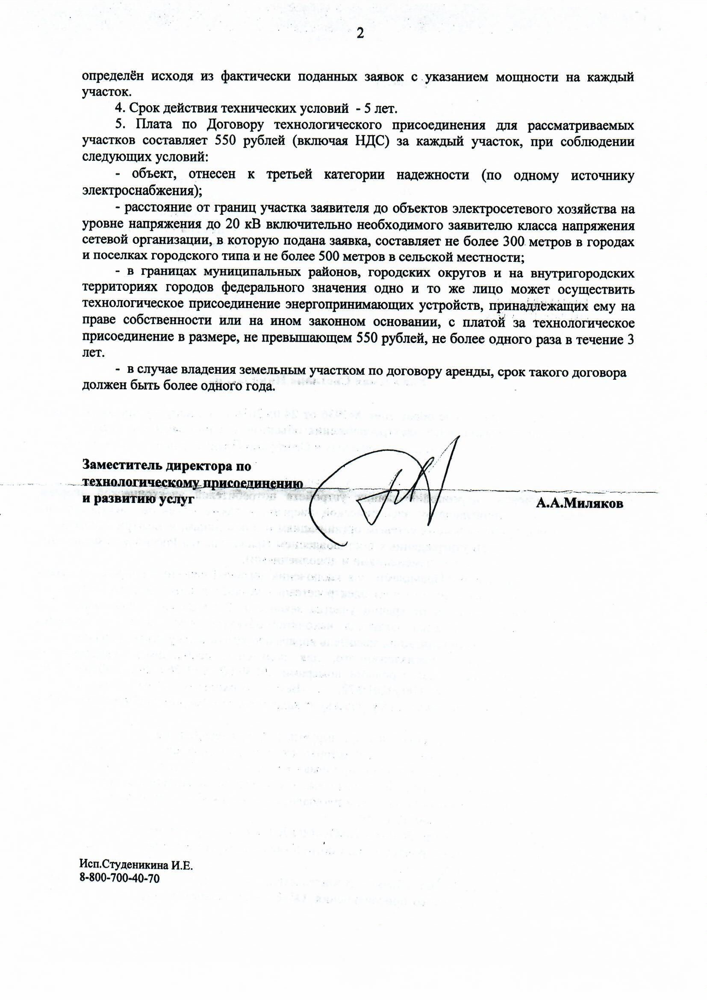 2
определён исходя из фактически поданных заявок с указанием мощности на каждый
участок.
4. Срок действия технических условий - 5 лет.
5. Плата по Договору технологического присоединения для рассматриваемых
участков составляет 550 рублей (включая НДС) за каждый участок, при соблюдении
следующих условий:
- объект, отнесен к третьей категории надежности (по одному источнику
электроснабжения);
- расстояние от границ участка заявителя до объектов электросетевого хозяйства на
уровне напряжения до 20 кВ включительно необходимого заявителю класса напряжения
сетевой организации, в которую подана заявка, составляет не более 300 метров в городах
и поселках городского типа и не более 500 метров в сельской местности;
- в границах муниципальных районов, городских округов и на внутригородских
территориях городов федерального значения одно и то же лицо может осуществить
технологическое присоединение энергопринимающих устройств, принадлежащих ему на
праве собственности или на ином законном основании, с платой за технологическое
присоединение в размере, не превышающем 550 рублей, не более одного раза в течение 3
лет.
- в случае владения земельным участком по договору аренды, срок такого договора
должен быть более одного года.
Заместитель директора по
технологическому присоединению
и развитию услуг
А.А.Миляков
Исп.Студеникина И.Е.
8-800-700-40-70